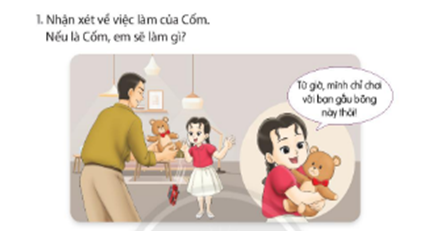 1. Nhận xét về việc làm của Cốm.
Nếu là Cốm, em sẽ làm gì?
Từ giờ, mình chỉ chơi
với bạn gấu bông
này thôi!